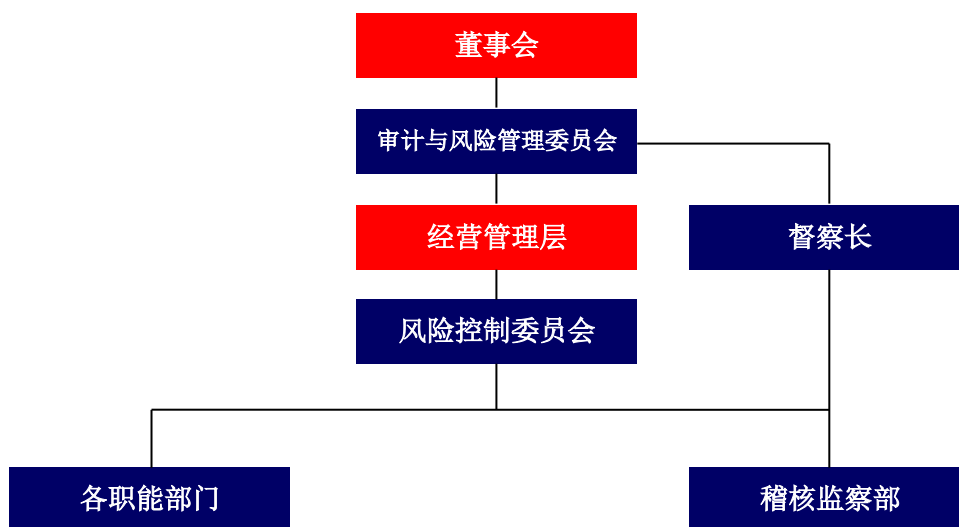 董事会
审计与风险管理委员会
经营管理层
督察长
风险控制委员会
各职能部门
稽核监察部